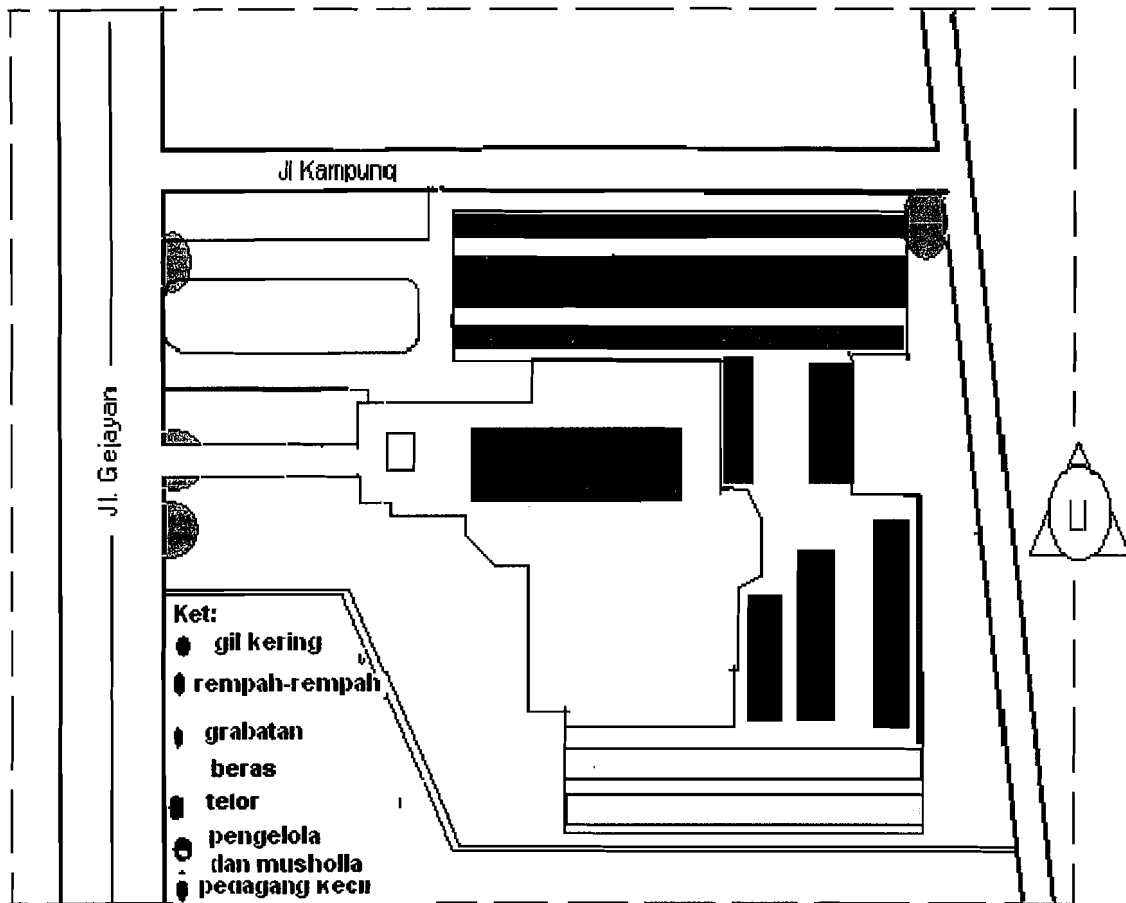 Jl Kampung
Jl. Gejayan
U
Ket:
gil kering
rempah-rempah
grabatan
beras
telor
pengelola
dan musholla
pedagang kecil